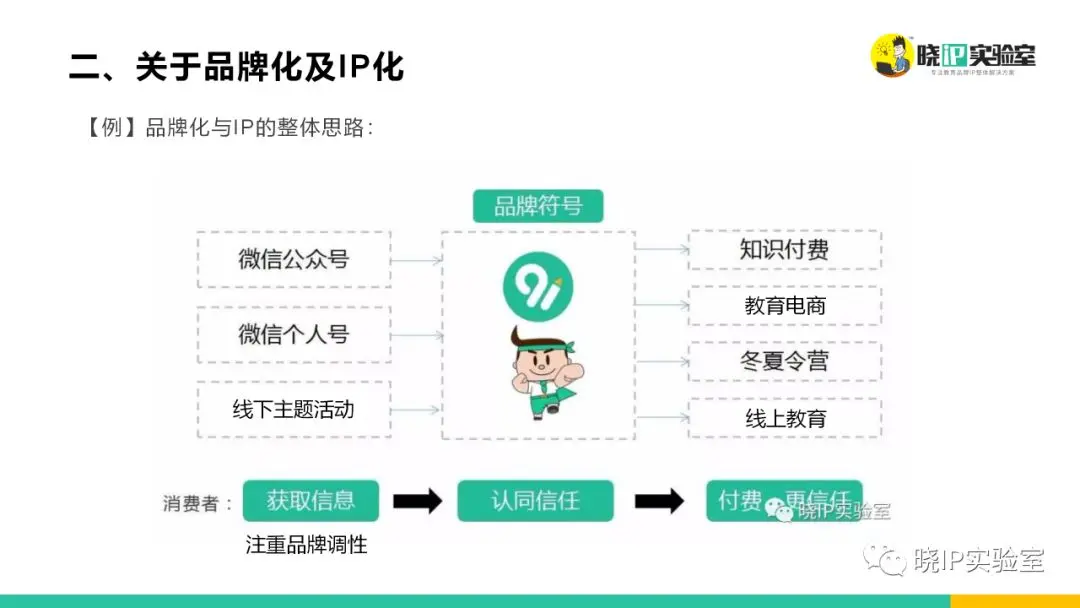 二、关于品牌化及IP化
晓iP实验室
专注教育品牌IP整体解决方案
【例】品牌化与IP的整体思路：
品牌符号
微信公众号
微信个人号
线下主题活动
91
知识付费
教育电商
冬夏令营
线上教育
消费者：
获取信息
认同信任
付费、更信任
注重品牌调性
晓IP实验室
晓IP实验室